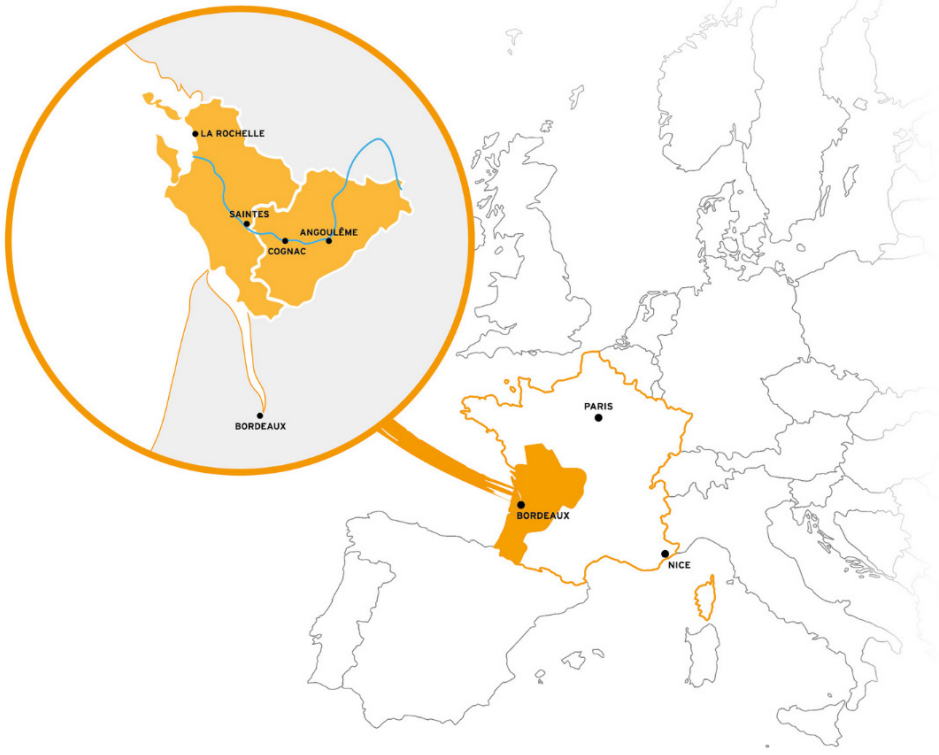 LA ROCHELLE
SAINTES
ANGOULÊME
COGNAC
BORDEAUX
PARIS
BORDEAUX
NICE